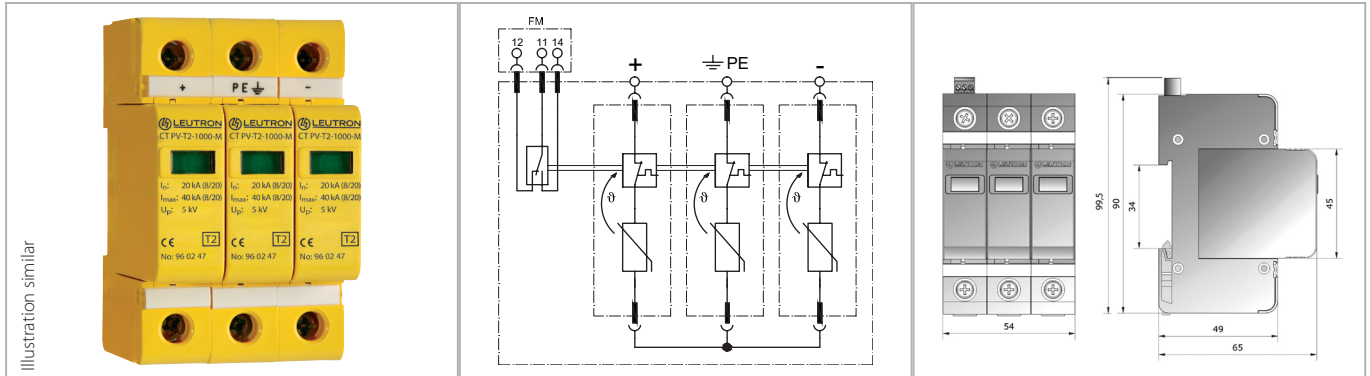 Illustration similar
+ PE -
LEUTRON LEUTRON LEUTRON
CT PV-T2-1000-M CT PV-T2-1000-M CT PV-T2-1000-M
In: 20 kA (8/20) In: 20 kA (8/20) In: 20 kA (8/20)
Imax: 40 kA (8/20) Imax: 40 kA (8/20) Imax: 40 kA (8/20)
Up: 5 kV Up: 5 kV Up: 5 kV
CE T2 CE T2 CE T2
No: 96 02 47 No: 96 02 47 No: 96 02 47
FM
12 11 14
+ PE -
ϑ ϑ ϑ
LEUTRON LEUTRON LEUTRON
54
99,5
90
34
45
49
65